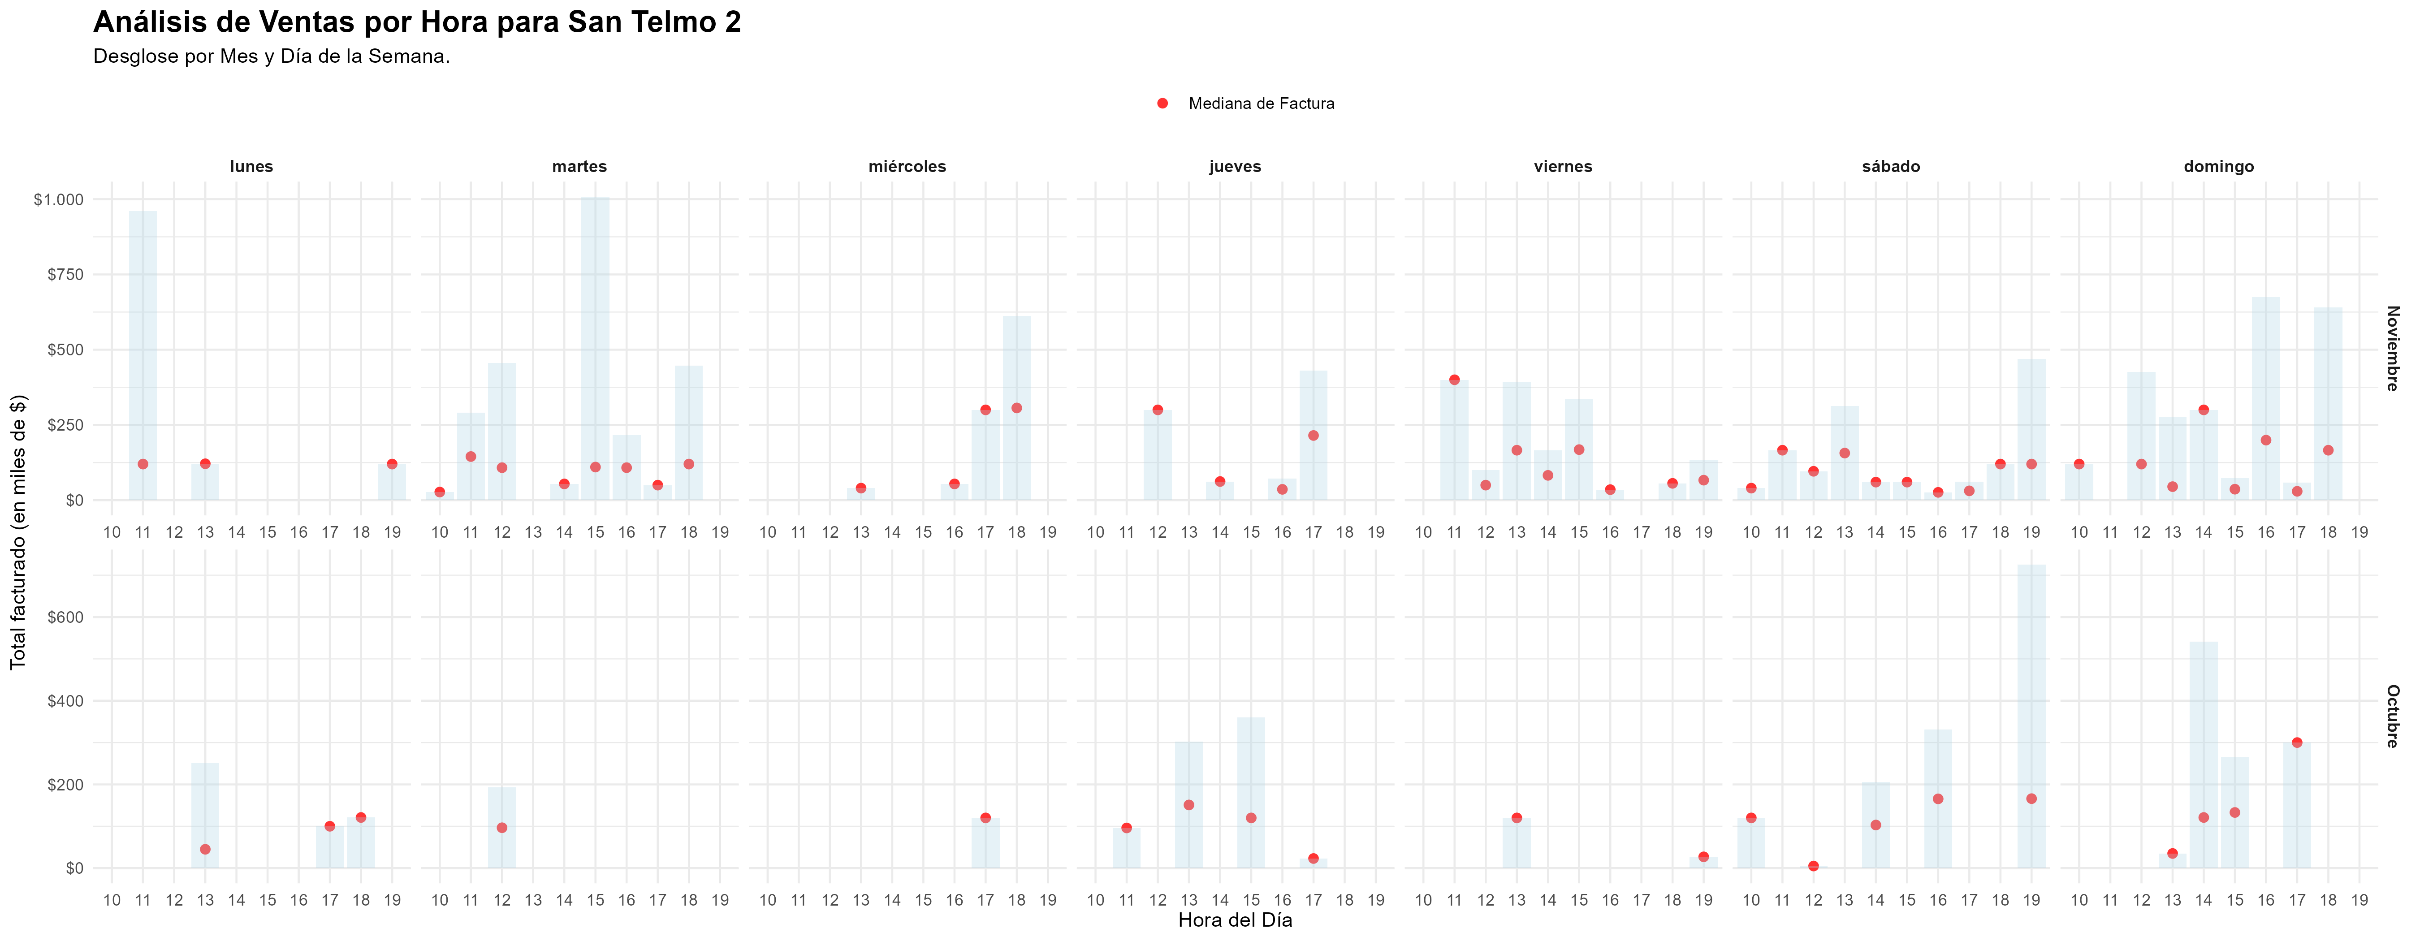 Análisis de Ventas por Hora para San Telmo 2
Desglose por Mes y Día de la Semana.
Mediana de Factura
lunes martes miércoles jueves viernes sábado domingo
$1.000
$750
$500
$250
$0
Noviembre
10 11 12 13 14 15 16 17 18 19 10 11 12 13 14 15 16 17 18 19 10 11 12 13 14 15 16 17 18 19 10 11 12 13 14 15 16 17 18 19 10 11 12 13 14 15 16 17 18 19 10 11 12 13 14 15 16 17 18 19 10 11 12 13 14 15 16 17 18 19
Total facturado (en miles de $)
$600
$400
$200
$0
Octubre
10 11 12 13 14 15 16 17 18 19 10 11 12 13 14 15 16 17 18 19 10 11 12 13 14 15 16 17 18 19 10 11 12 13 14 15 16 17 18 19 10 11 12 13 14 15 16 17 18 19 10 11 12 13 14 15 16 17 18 19 10 11 12 13 14 15 16 17 18 19
Hora del Día